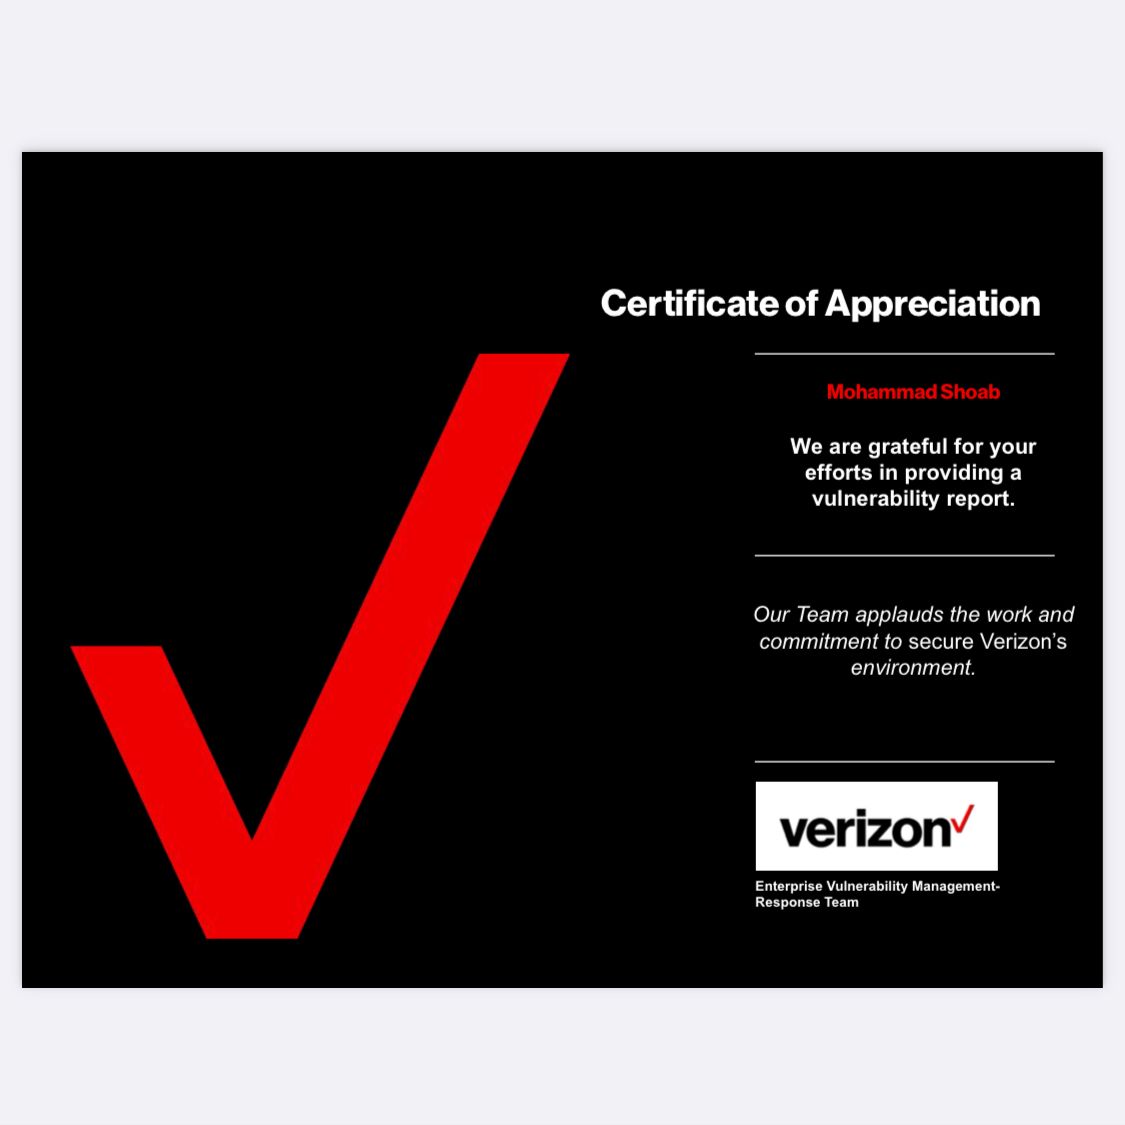 Certificate of Appreciation
Mohammad Shoab
We are grateful for your
efforts in providing a
vulnerability report.
Our Team applauds the work and
commitment to secure Verizon’s
environment.
verizon
Enterprise Vulnerability Management-
Response Team